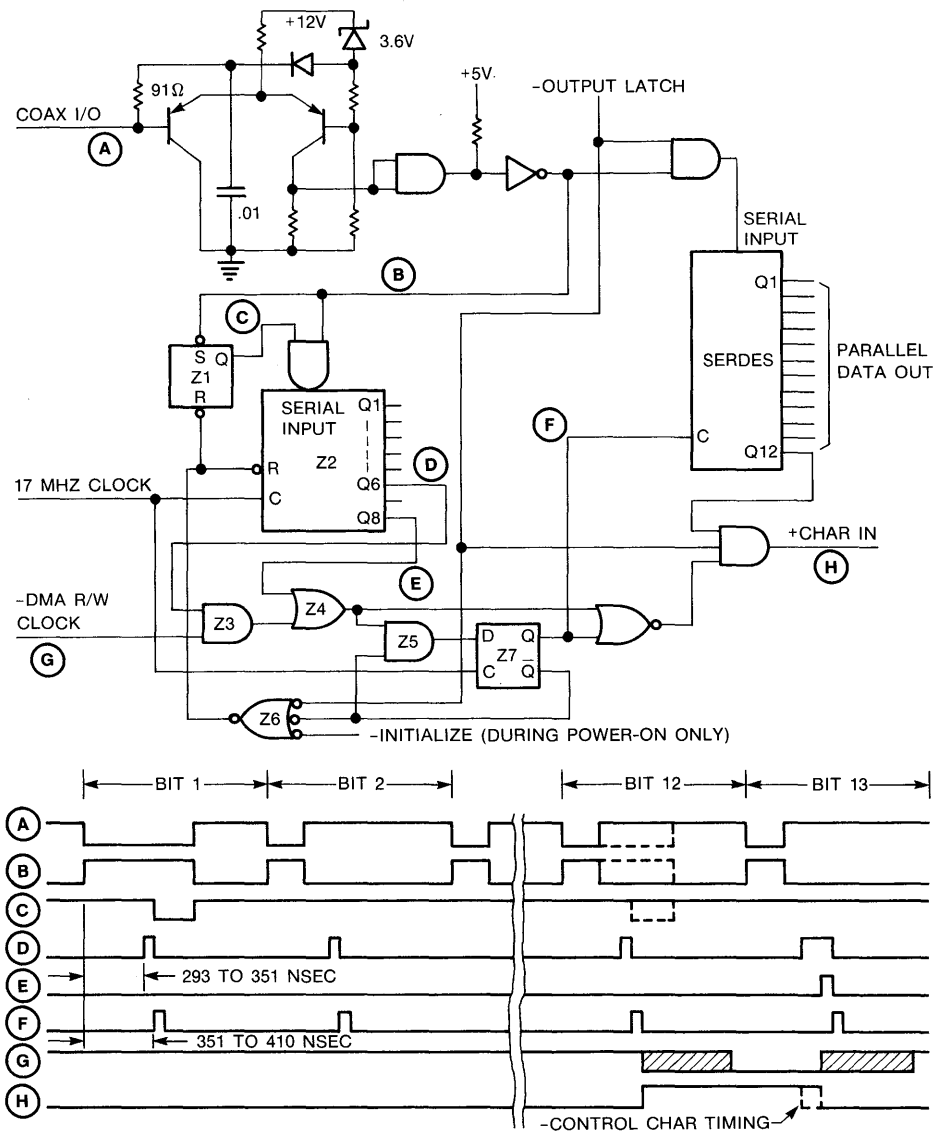 +12V
3.6V
91Ω
COAX I/O
A
.01
+5V
-OUTPUT LATCH
SERIAL
INPUT
B
C
S
Q
Z1
R
SERIAL
INPUT
Z2
R
C
Q1
Q6
Q8
D
E
Q1
SERDES
PARALLEL
DATA OUT
C
Q12
F
17 MHZ CLOCK
+CHAR IN
H
-DMA R/W
CLOCK
G
Z3
Z4
Z5
D Q
Z7
C Q
Z6
-INITIALIZE (DURING POWER-ON ONLY)
BIT 1
BIT 2
BIT 12
BIT 13
A
B
C
D
293 TO 351 NSEC
E
F
351 TO 410 NSEC
G
H
-CONTROL CHAR TIMING